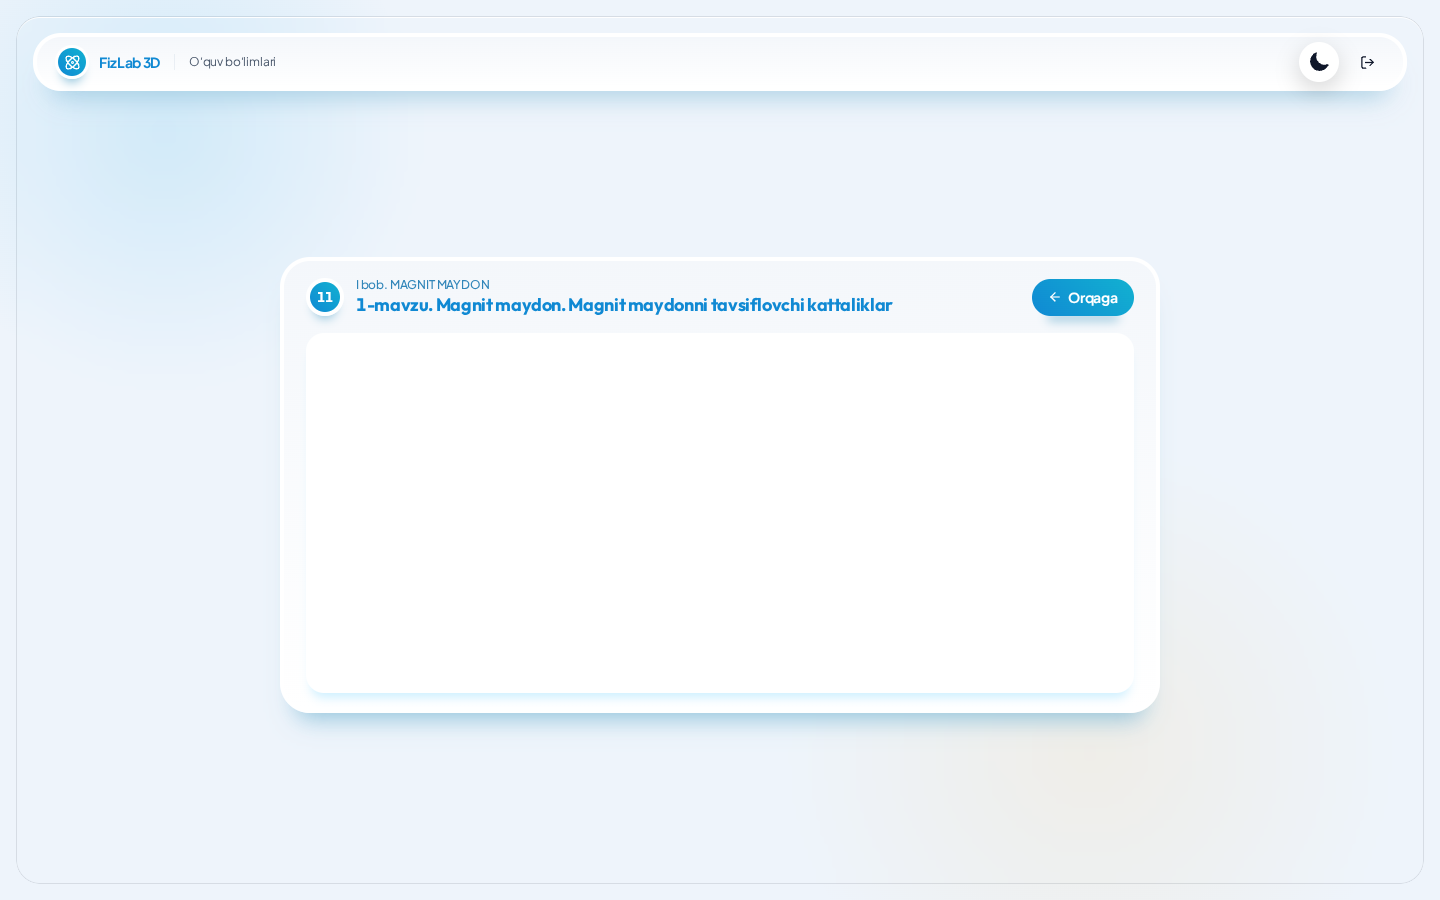 FizLab 3D
O'quv bo'limlari
11
I bob. MAGNIT MAYDON
1-mavzu. Magnit maydon. Magnit maydonni tavsiflovchi kattaliklar
Orqaga